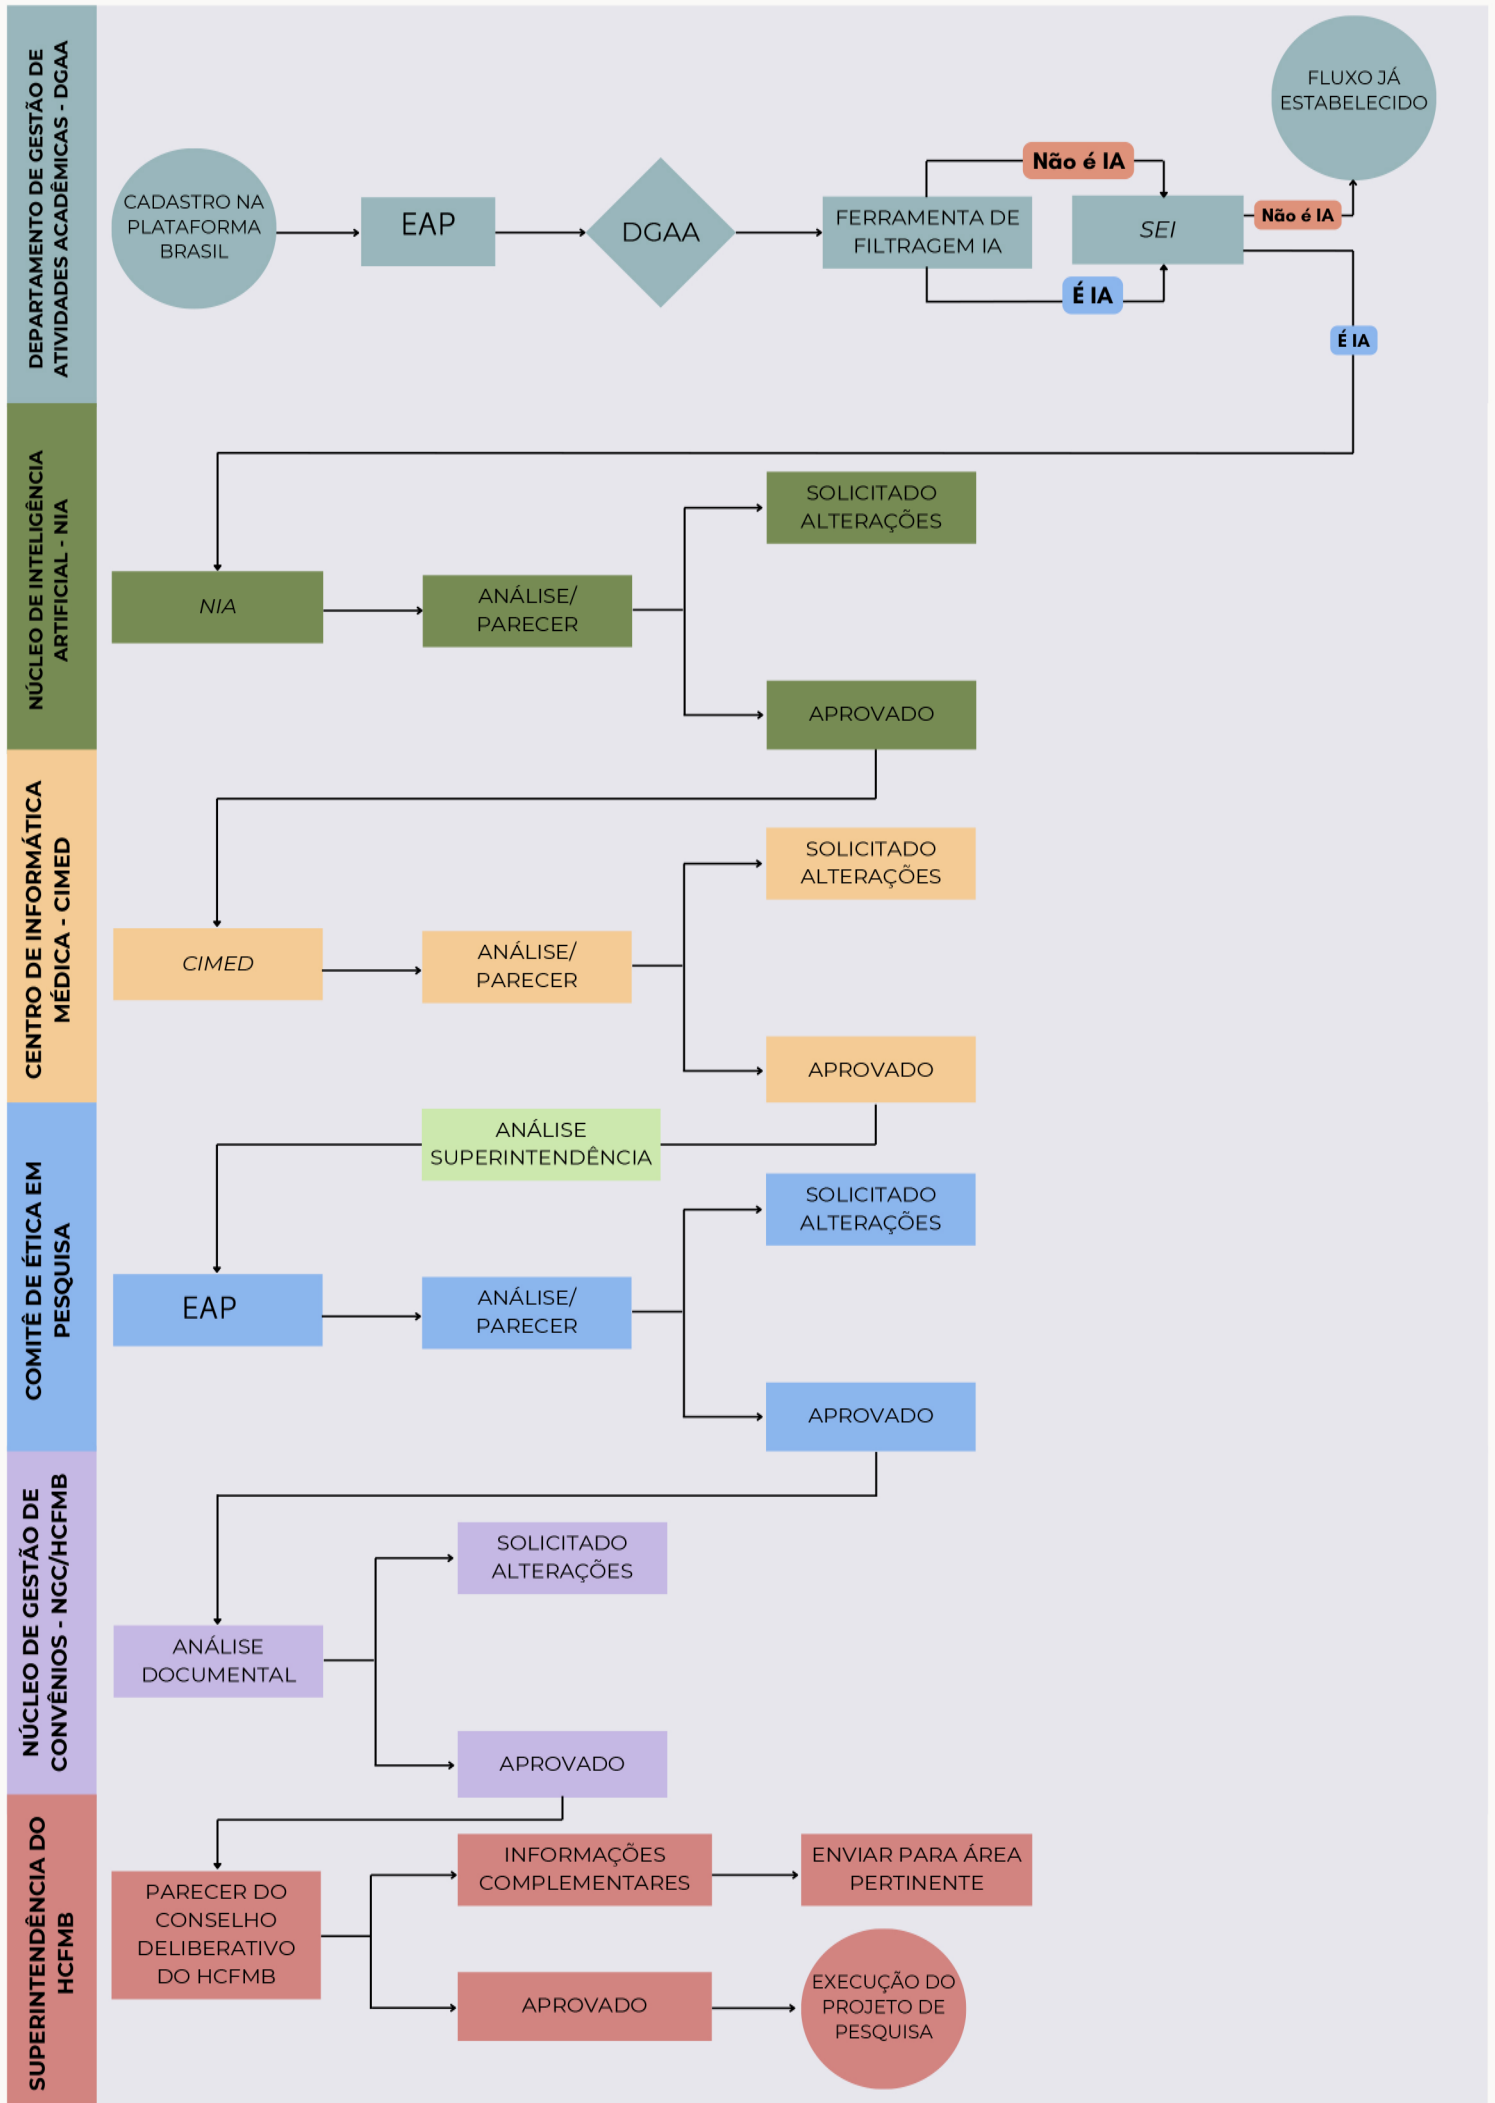 DEPARTAMENTO DE GESTÃO DE
ATIVIDADES ACADÊMICAS - DGAA
CADASTRO NA
PLATAFORMA
BRASIL
EAP
DGAA
FERRAMENTA DE
FILTRAGEM IA
Não é IA
É IA
SEI
Não é IA
É IA
FLUXO JÁ
ESTABELECIDO
NÚCLEO DE INTELIGÊNCIA
ARTIFICIAL - NIA
NIA
ANÁLISE/
PARECER
SOLICITADO
ALTERAÇÕES
APROVADO
CENTRO DE INFORMÁTICA
MÉDICA - CIMED
CIMED
ANÁLISE/
PARECER
SOLICITADO
ALTERAÇÕES
APROVADO
COMITÊ DE ÉTICA EM
PESQUISA
ANÁLISE
SUPERINTENDÊNCIA
EAP
ANÁLISE/
PARECER
SOLICITADO
ALTERAÇÕES
APROVADO
NÚCLEO DE GESTÃO DE
CONVÊNIOS - NGC/HCFMB
ANÁLISE
DOCUMENTAL
SOLICITADO
ALTERAÇÕES
APROVADO
SUPERINTENDÊNCIA DO
HCFMB
PARECER DO
CONSELHO
DELIBERATIVO
DO HCFMB
INFORMAÇÕES
COMPLEMENTARES
ENVIAR PARA ÁREA
PERTINENTE
APROVADO
EXECUÇÃO DO
PROJETO DE
PESQUISA